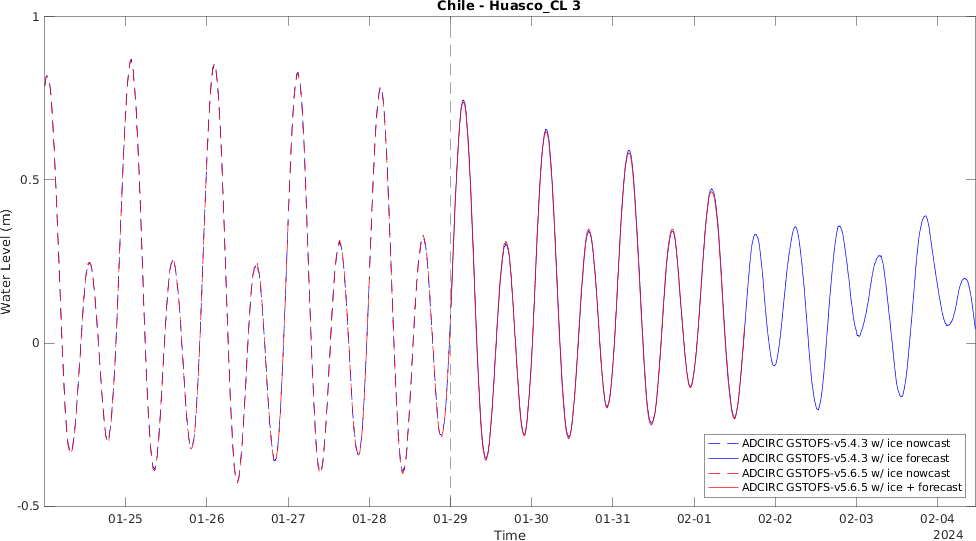 Chile - Huasco_CL 3
1
0.5
0
-0.5
Water Level (m)
ADCIRC GSTOFS-v5.4.3 w/ ice nowcast
ADCIRC GSTOFS-v5.4.3 w/ ice forecast
ADCIRC GSTOFS-v5.6.5 w/ ice nowcast
ADCIRC GSTOFS-v5.6.5 w/ ice + forecast
01-25 01-26 01-27 01-28 01-29 01-30 01-31 02-01 02-02 02-03 02-04
Time
2024